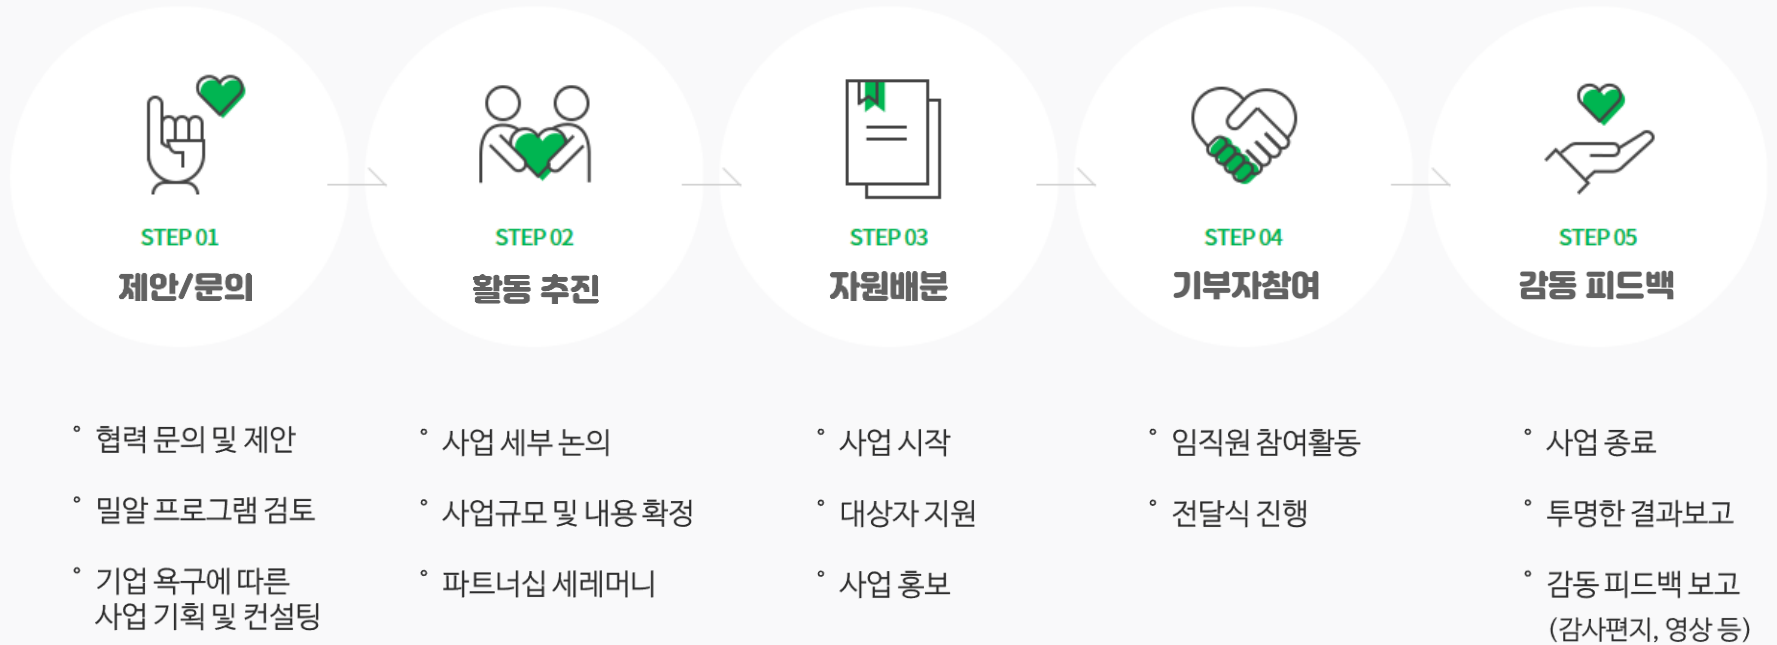 STEP 01
제안/문의
° 협력 문의 및 제안
° 밀알 프로그램 검토
° 기업 욕구에 따른
사업 기획 및 컨설팅
STEP 02
활동 추진
° 사업 세부 논의
° 사업규모 및 내용 확정
° 파트너십 세레머니
STEP 03
자원배분
° 사업 시작
° 대상자 지원
° 사업 홍보
STEP 04
기부자참여
° 임직원 참여활동
° 전달식 진행
STEP 05
감동 피드백
° 사업 종료
° 투명한 결과보고
° 감동 피드백 보고
(감사편지, 영상 등)